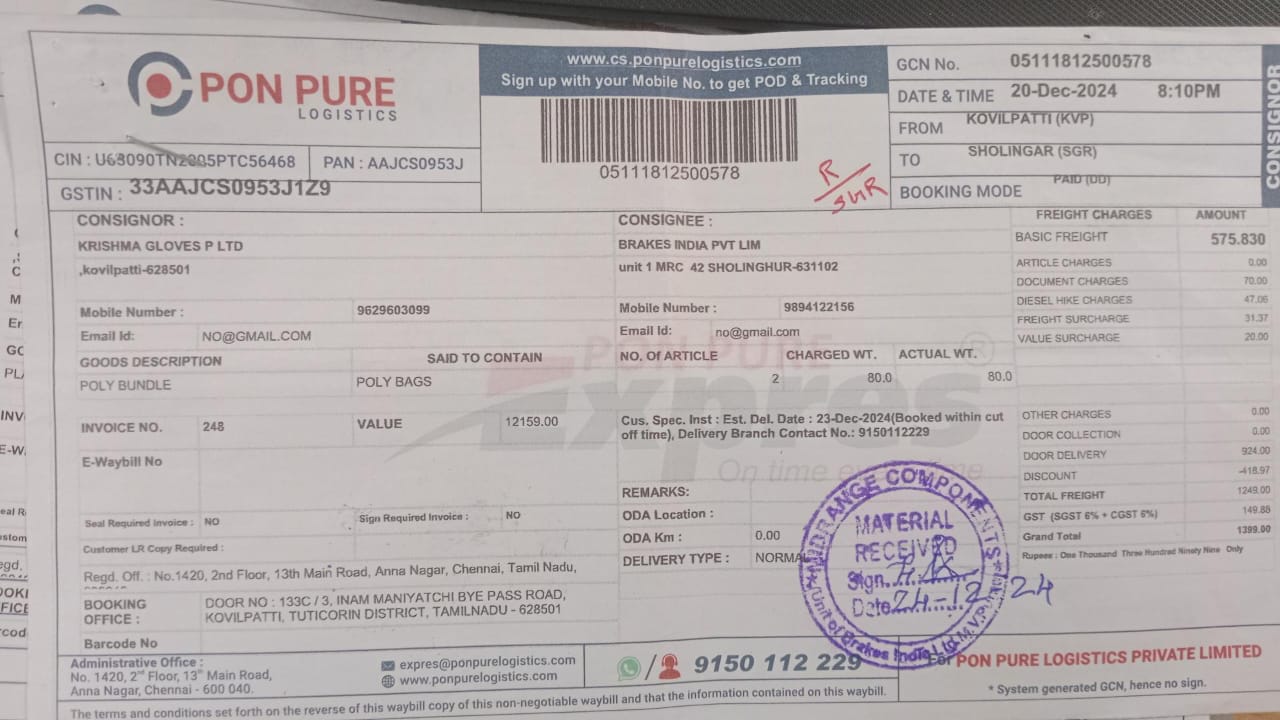 PON PURE
LOGISTICS
CIN : U63090TN2005PTC56468 PAN : AAJCS0953J
GSTIN : 33AAJCS0953J1Z9
www.cs.ponpurelogistics.com
Sign up with your Mobile No. to get POD & Tracking
05111812500578
R/SGR
GCN No. 05111812500578
DATE & TIME 20-Dec-2024 8:10PM
FROM KOVILPATTI (KVP)
TO SHOLINGAR (SGR)
BOOKING MODE PAID (DD)
CONSIGNOR
CONSIGNOR :
KRISHMA GLOVES P LTD
,kovilpatti-628501
Mobile Number : 9629603099
Email Id: NO@GMAIL.COM
CONSIGNEE :
BRAKES INDIA PVT LIM
unit 1 MRC 42 SHOLINGHUR-631102
Mobile Number : 9894122156
Email Id: no@gmail.com
GOODS DESCRIPTION SAID TO CONTAIN NO. Of ARTICLE CHARGED WT. ACTUAL WT.
POLY BUNDLE POLY BAGS 2 80.0 80.0
PON PURE
Expres
On time
INVOICE NO. 248 VALUE 12159.00
E-Waybill No
Seal Required Invoice : NO Sign Required Invoice : NO
Customer LR Copy Required :
Cus. Spec. Inst : Est. Del. Date : 23-Dec-2024(Booked within cut
off time), Delivery Branch Contact No.: 9150112229
REMARKS:
ODA Location :
ODA Km : 0.00
DELIVERY TYPE : NORMAL
FREIGHT CHARGES AMOUNT
BASIC FREIGHT 575.830
ARTICLE CHARGES 0.00
DOCUMENT CHARGES 70.00
DIESEL HIKE CHARGES 47.06
FREIGHT SURCHARGE 31.37
VALUE SURCHARGE 20.00
OTHER CHARGES 0.00
DOOR COLLECTION 0.00
DOOR DELIVERY 924.00
DISCOUNT -418.97
TOTAL FREIGHT 1249.00
GST (SGST 6% + CGST 6%) 149.88
Grand Total 1399.00
Rupees : One Thousand Three Hundred Ninety Nine Only
MATERIAL
RECEIVED
Sign.
Date 24-12-24
Regd. Off. : No.1420, 2nd Floor, 13th Main Road, Anna Nagar, Chennai, Tamil Nadu,
BOOKING OFFICE : DOOR NO : 133C / 3, INAM MANIYATCHI BYE PASS ROAD,
KOVILPATTI, TUTICORIN DISTRICT, TAMILNADU - 628501
Barcode No
Administrative Office :
No. 1420, 2nd Floor, 13th Main Road,
Anna Nagar, Chennai - 600 040.
expres@ponpurelogistics.com
www.ponpurelogistics.com
9150 112 229
For PON PURE LOGISTICS PRIVATE LIMITED
* System generated GCN, hence no sign.
The terms and conditions set forth on the reverse of this waybill copy of this non-negotiable waybill and that the information contained on this waybill.